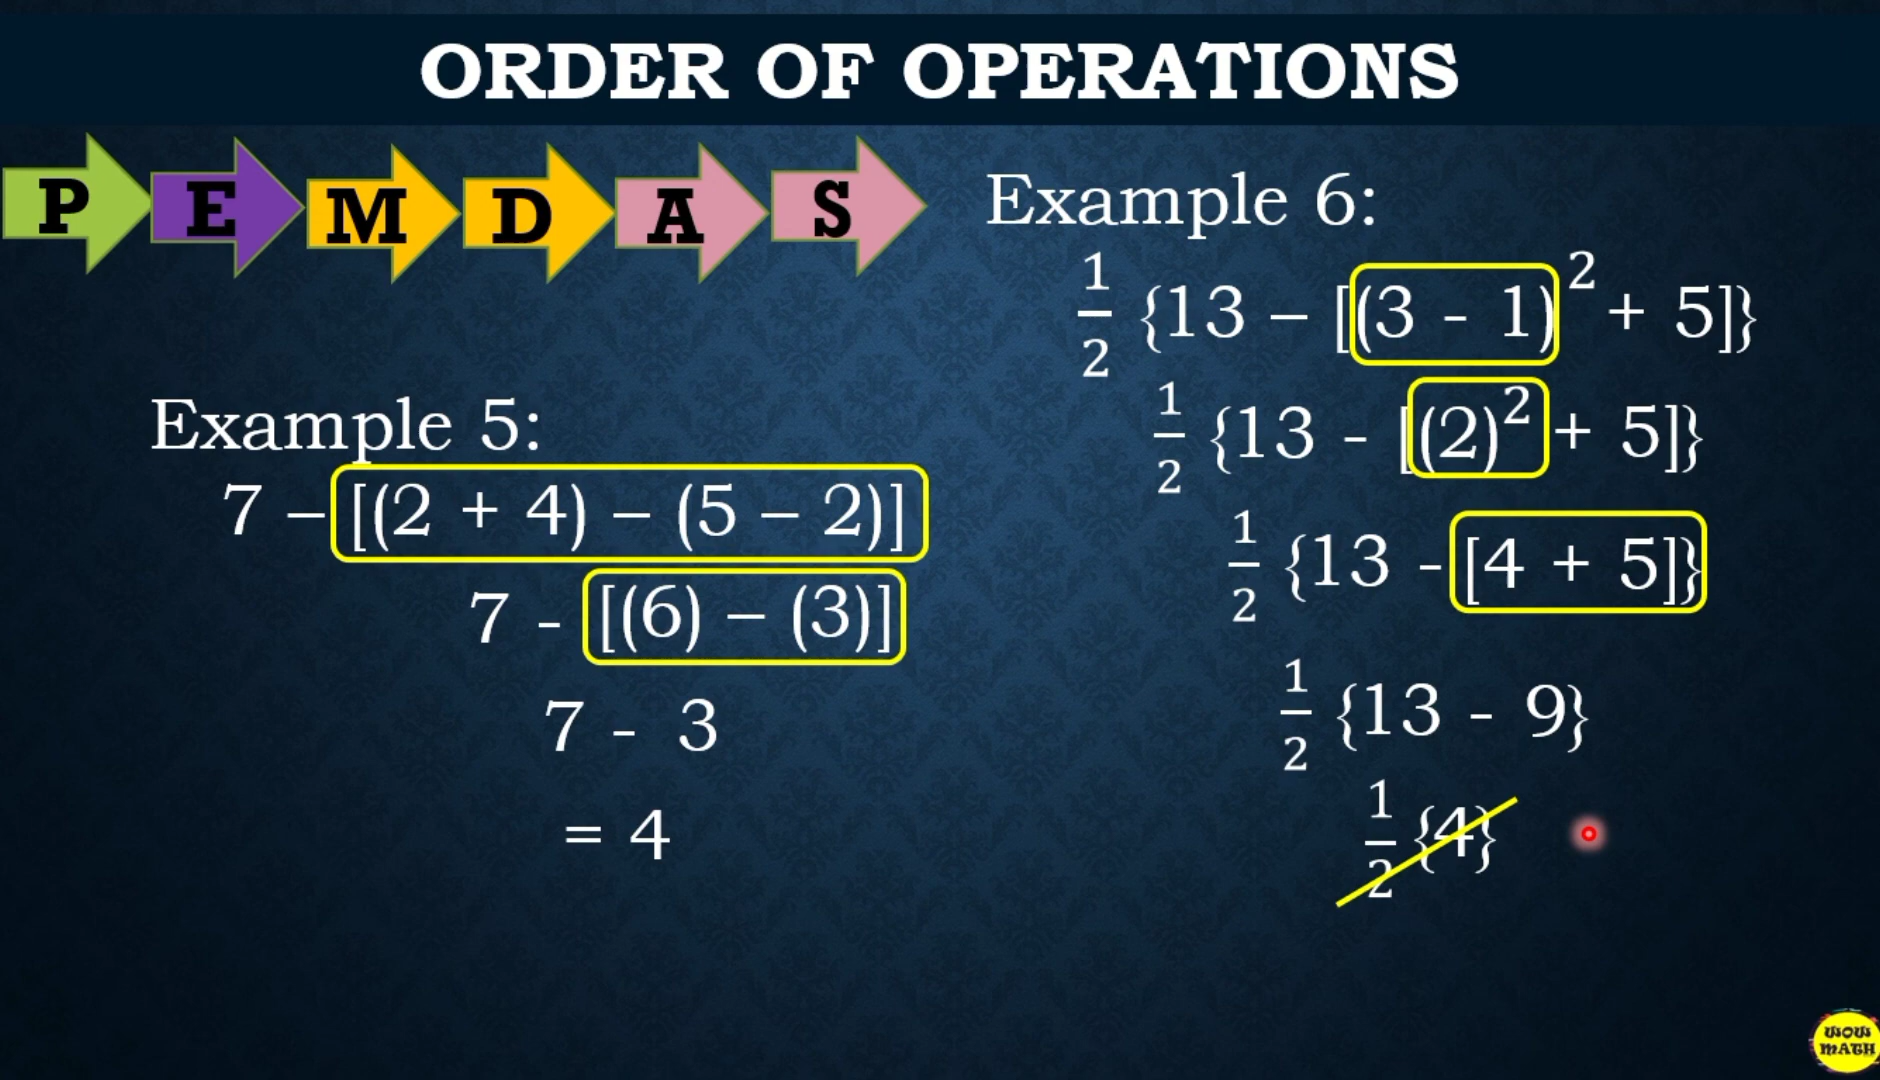 ORDER OF OPERATIONS
P E M D A S
Example 5:
7 – [(2 + 4) – (5 – 2)]
7 - [(6) – (3)]
7 - 3
= 4
Example 6:
1/2 {13 – [(3 - 1)² + 5]}
1/2 {13 - [(2)² + 5]}
1/2 {13 - [4 + 5]}
1/2 {13 - 9}
1/2 {4}
WOW
MATH